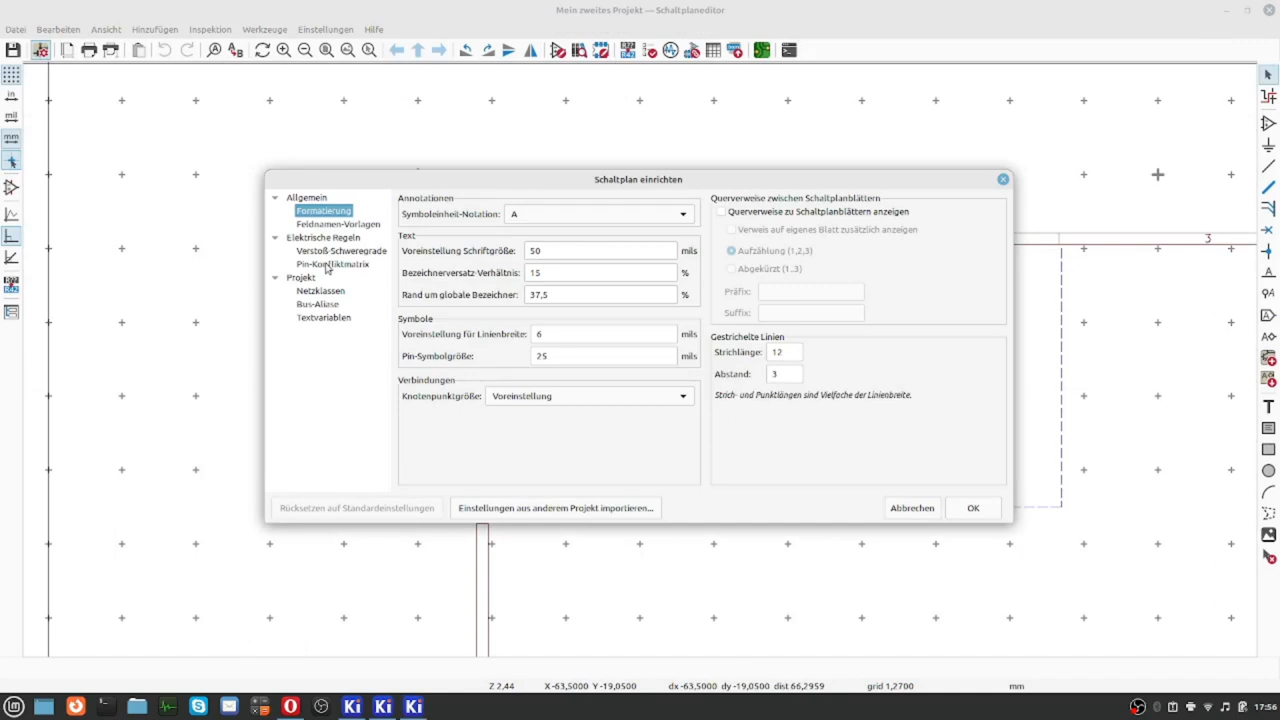 Mein zweites Projekt — Schaltplaneditor
Datei Bearbeiten Ansicht Hinzufügen Inspektion Werkzeuge Einstellungen Hilfe
in
mil
mm
Schaltplan einrichten
Allgemein
Formatierung
Feldnamen-Vorlagen
Elektrische Regeln
Verstoß-Schweregrade
Pin-Konfliktmatrix
Projekt
Netzklassen
Bus-Aliase
Textvariablen
Annotationen
Symboleinheit-Notation: A
Text
Voreinstellung Schriftgröße: 50 mils
Bezeichnerversatz-Verhältnis: 15 %
Rand um globale Bezeichner: 37,5 %
Symbole
Voreinstellung für Linienbreite: 6 mils
Pin-Symbolgröße: 25 mils
Verbindungen
Knotenpunktgröße: Voreinstellung
Querverweise zwischen Schaltplanblättern
Querverweise zu Schaltplanblättern anzeigen
Verweis auf eigenes Blatt zusätzlich anzeigen
Aufzählung (1,2,3)
Abgekürzt (1..3)
Präfix:
Suffix:
Gestrichelte Linien
Strichlänge: 12
Abstand: 3
Strich- und Punktlängen sind Vielfache der Linienbreite.
Rücksetzen auf Standardeinstellungen Einstellungen aus anderem Projekt importieren... Abbrechen OK
3
Z 2,44 X -63,5000 Y -19,0500 dx -63,5000 dy -19,0500 dist 66,2959 grid 1,2700 mm
Ki Ki Ki 17:56